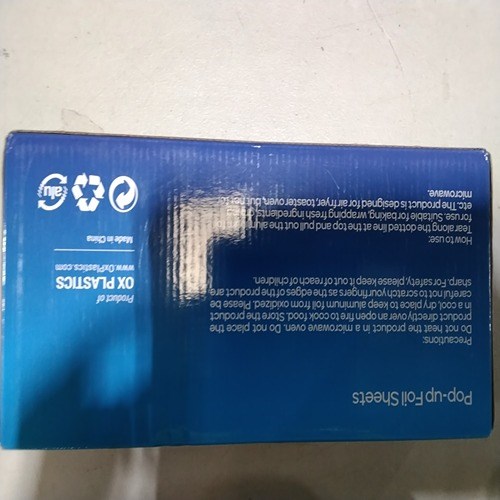 Pop-up Foil Sheets
Precautions:
Do not heat the product in a microwave oven. Do not place the
product directly over an open fire to cook food. Store the product
in a cool, dry place to keep aluminum foil from oxidized. Please be
careful not to scratch your fingers as the edges of the product are
sharp. For safety, please keep it out of reach of children.
How to use:
Tear along the dotted line at the top and pull out the alum
for use. Suitable for baking, wrapping fresh ingredients,
etc. The product is designed for air fryer, toaster oven, but not
microwave.
Product of
OX PLASTICS
www.OxPlastics.com
Made in China
alu